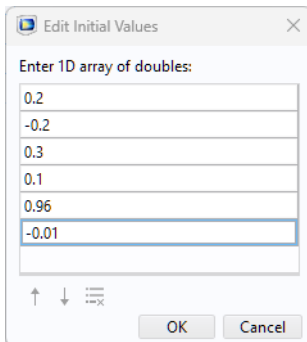 Edit Initial Values
Enter 1D array of doubles:
0.2
-0.2
0.3
0.1
0.96
-0.01
OK Cancel